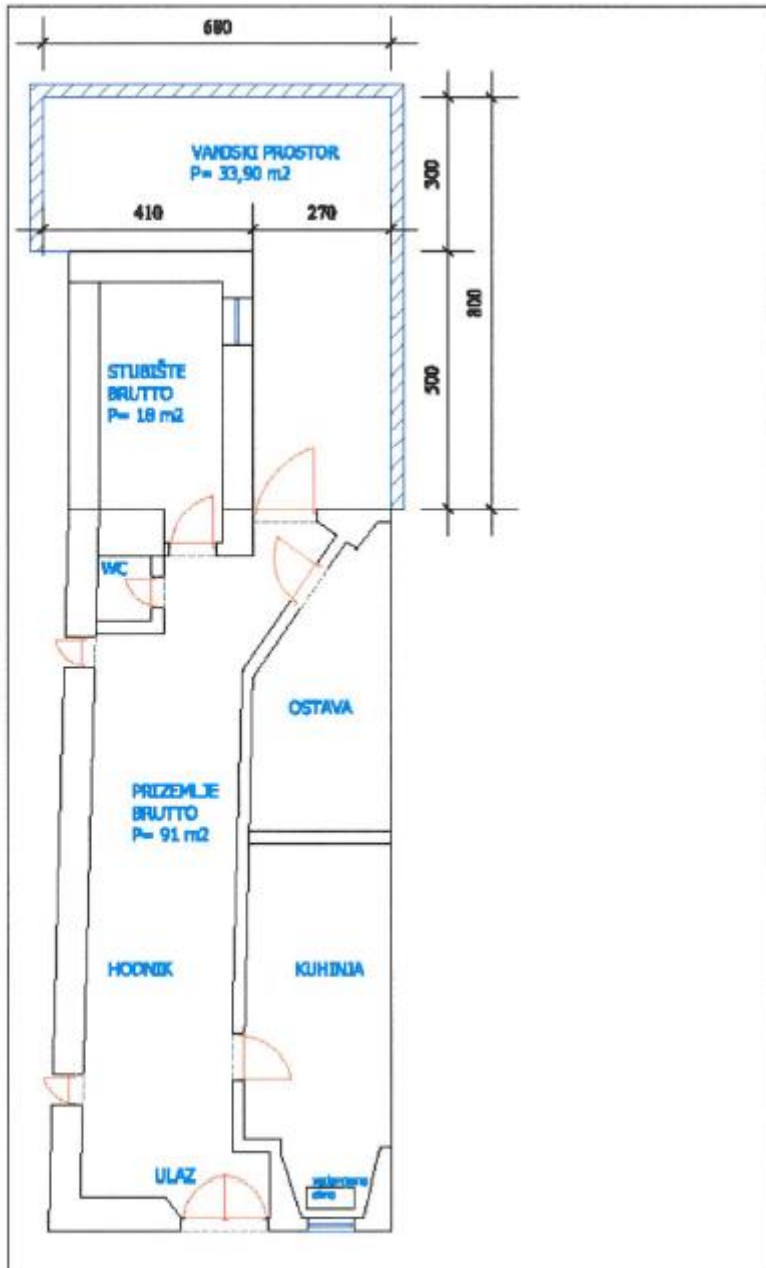 680
VANJSKI PROSTOR
P= 33,90 m2
410
270
300
800
500
STUBIŠTE
BRUTTO
P= 18 m2
WC
OSTAVA
PRIZEMLJE
BRUTTO
P= 91 m2
HODNIK
KUHINJA
ULAZ